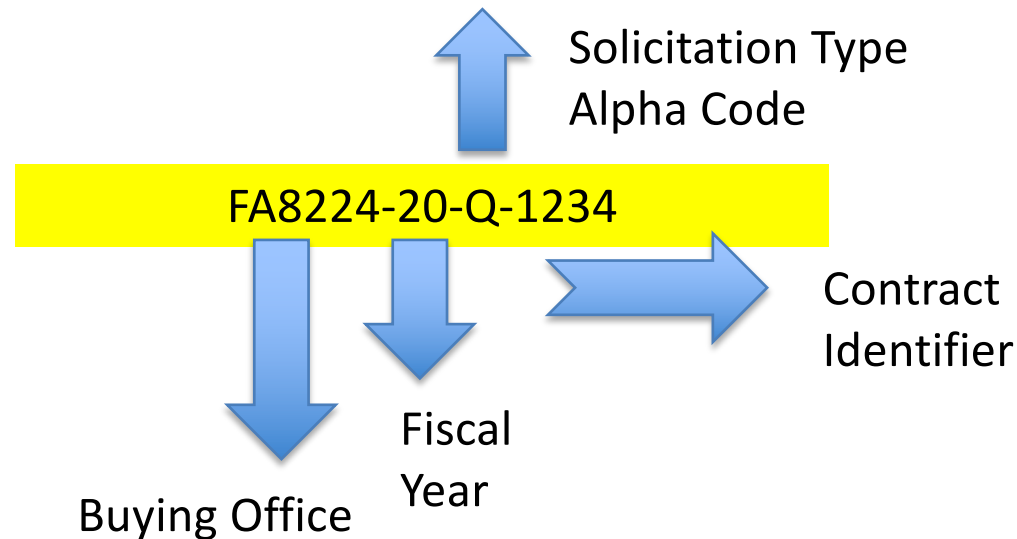 Solicitation Type
Alpha Code
FA8224-20-Q-1234
Contract
Identifier
Fiscal
Year
Buying Office